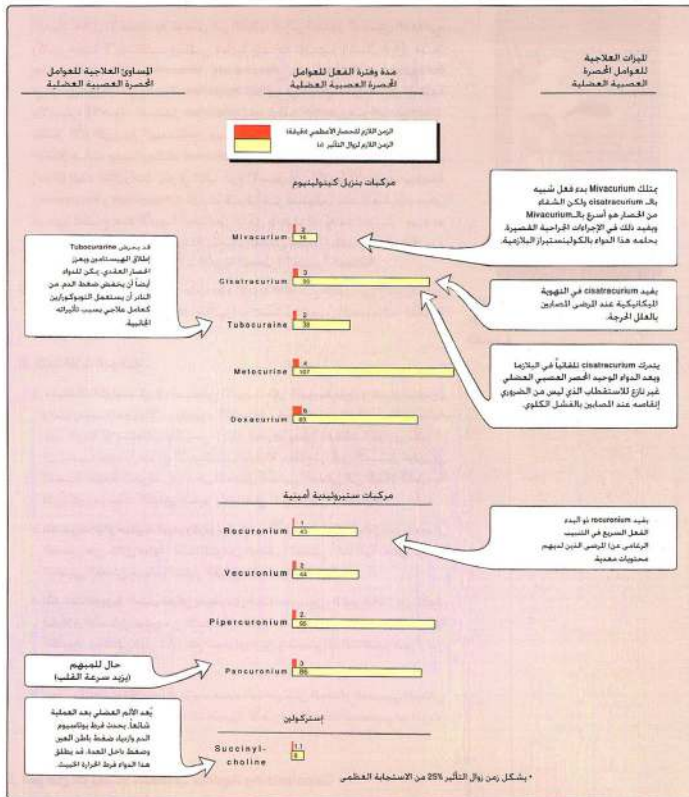 الميزات العلاجية
للعوامل المحصرة
العصبية العضلية
مدة وفترة الفعل للعوامل
المحصرة العصبية العضلية
المساوئ العلاجية للعوامل
المحصرة العصبية العضلية
الزمن اللازم للحصار الأعظمي (دقيقة)
الزمن اللازم لزوال التأثير (د)
مركبات بنزيل كينولينيوم
Mivacurium
2
16
Cisatracurium
3
Tubocuraine
2
Metocurine
4
107
Doxacurium
6
83
يمتلك Mivacurium بدء فعل شبيه
بالـ cisatracurium ولكن الشفاء
من الحصار هو أسرع بالـ Mivacurium
ويفيد ذلك في الإجراءات الجراحية القصيرة.
يحلمه هذا الدواء بالكولينستيراز البلازمية.
يفيد cisatracurium في التهوية
الميكانيكية عند المرضى المصابين
بالعلل الحرجة.
يتدرك cisatracurium تلقائياً في البلازما
ويعد الدواء الوحيد المحصر العصبي العضلي
غير نازع للاستقطاب الذي ليس من الضروري
إنقاصه عند المصابين بالفشل الكلوي.
قد يحرض Tubocurarine
إطلاق الهيستامين ويعزز
الحصار العقدي. يمكن للدواء
أيضاً أن يخفض ضغط الدم. من
النادر أن يستعمل التوبوكورارين
كعامل علاجي بسبب تأثيراته
الجانبية.
مركبات ستيروئيدية أمينية
Rocuronium
1
43
Vecuronium
44
Pipercuronium
2.
95
Pancuronium
3
86
يفيد rocuronium ذو البدء
الفعل السريع في التنبيب
الرغامي عن) المرضى الذين لديهم
محتويات معدية.
حال للمبهم
(يزيد سرعة القلب)
إستركولين
Succinyl-
choline
1.1
يُعد الألم العضلي بعد العملية
شائعاً. يحدث فرط بوتاسيوم
الدم وازدياد ضغط باطن العين
وضغط داخل المعدة. قد يطلق
هذا الدواء فرط الحرارة الخبيث.
• يشكل زمن زوال التأثير 25% من الاستجابة العظمى